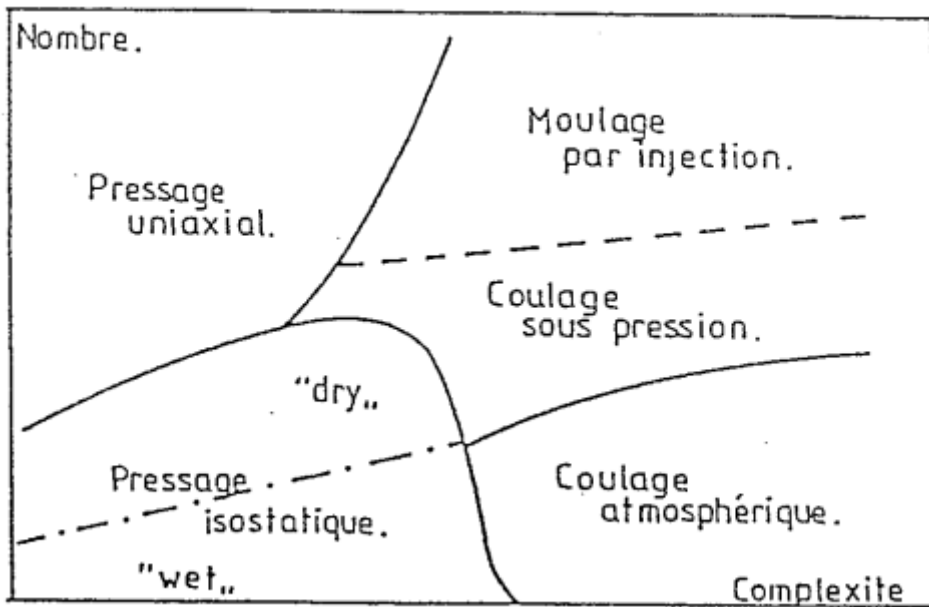 Nombre.
Moulage
par injection.
Pressage
uniaxial.
Coulage
sous pression.
"dry„
Pressage
isostatique.
Coulage
atmosphérique.
"wet„
Complexite